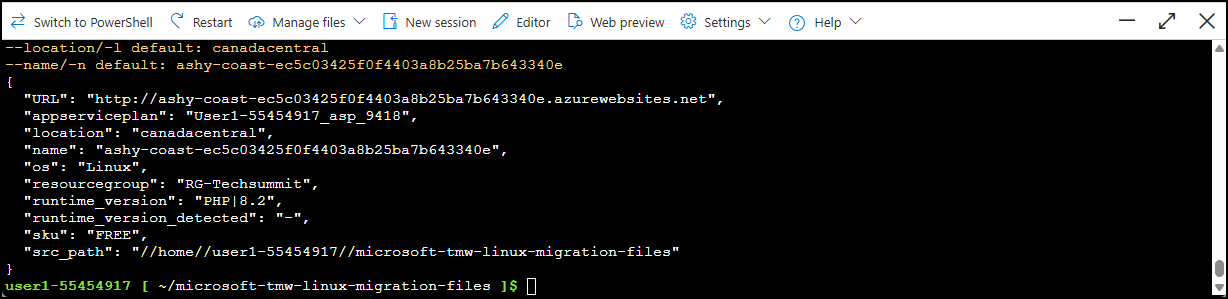 Switch to PowerShell Restart Manage files New session Editor Web preview Settings Help
--location/-l default: canadacentral
--name/-n default: ashy-coast-ec5c03425f0f4403a8b25ba7b643340e
{
  "URL": "http://ashy-coast-ec5c03425f0f4403a8b25ba7b643340e.azurewebsites.net",
  "appserviceplan": "User1-55454917_asp_9418",
  "location": "canadacentral",
  "name": "ashy-coast-ec5c03425f0f4403a8b25ba7b643340e",
  "os": "Linux",
  "resourcegroup": "RG-Techsummit",
  "runtime_version": "PHP|8.2",
  "runtime_version_detected": "-",
  "sku": "FREE",
  "src_path": "//home//user1-55454917//microsoft-tmw-linux-migration-files"
}
user1-55454917 [ ~/microsoft-tmw-linux-migration-files ]$